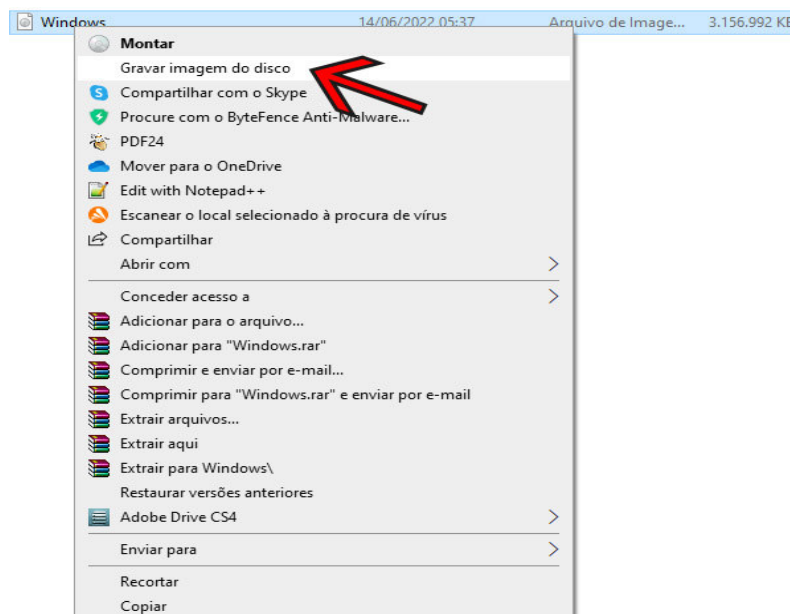 Windows 14/06/2022 05:37 Arquivo de Image... 3.156.992 KB
Montar
Gravar imagem do disco
Compartilhar com o Skype
Procure com o ByteFence Anti-Malware...
PDF24
Mover para o OneDrive
Edit with Notepad++
Escanear o local selecionado à procura de vírus
Compartilhar
Abrir com
Conceder acesso a
Adicionar para o arquivo...
Adicionar para "Windows.rar"
Comprimir e enviar por e-mail...
Comprimir para "Windows.rar" e enviar por e-mail
Extrair arquivos...
Extrair aqui
Extrair para Windows\
Restaurar versões anteriores
Adobe Drive CS4
Enviar para
Recortar
Copiar